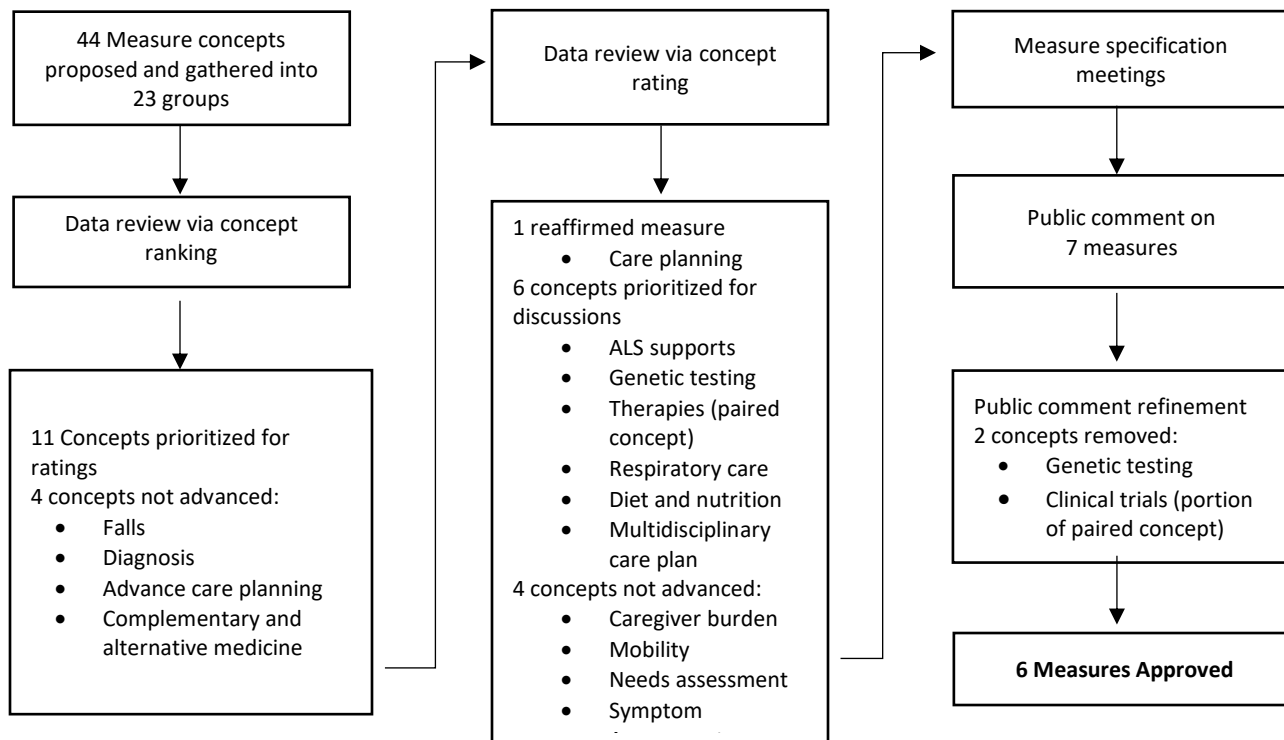 44 Measure concepts
proposed and gathered into
23 groups
Data review via concept
ranking
11 Concepts prioritized for
ratings
4 concepts not advanced:
• Falls
• Diagnosis
• Advance care planning
• Complementary and
alternative medicine
Data review via concept
rating
1 reaffirmed measure
• Care planning
6 concepts prioritized for
discussions
• ALS supports
• Genetic testing
• Therapies (paired
concept)
• Respiratory care
• Diet and nutrition
• Multidisciplinary
care plan
4 concepts not advanced:
• Caregiver burden
• Mobility
• Needs assessment
• Symptom
Measure specification
meetings
Public comment on
7 measures
Public comment refinement
2 concepts removed:
• Genetic testing
• Clinical trials (portion
of paired concept)
6 Measures Approved